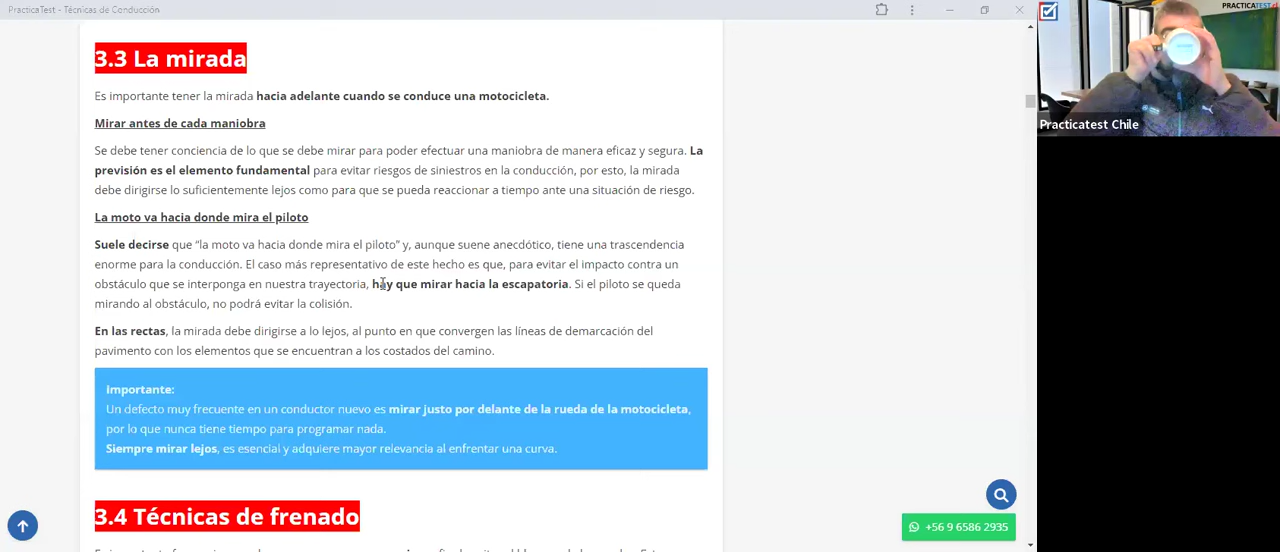 PracticaTest - Técnicas de Conducción
PRACTICATEST.cl
3.3 La mirada
Es importante tener la mirada hacia adelante cuando se conduce una motocicleta.
Mirar antes de cada maniobra
Se debe tener conciencia de lo que se debe mirar para poder efectuar una maniobra de manera eficaz y segura. La
previsión es el elemento fundamental para evitar riesgos de siniestros en la conducción, por esto, la mirada
debe dirigirse lo suficientemente lejos como para que se pueda reaccionar a tiempo ante una situación de riesgo.
La moto va hacia donde mira el piloto
Suele decirse que “la moto va hacia donde mira el piloto” y, aunque suene anecdótico, tiene una trascendencia
enorme para la conducción. El caso más representativo de este hecho es que, para evitar el impacto contra un
obstáculo que se interponga en nuestra trayectoria, hay que mirar hacia la escapatoria. Si el piloto se queda
mirando al obstáculo, no podrá evitar la colisión.
En las rectas, la mirada debe dirigirse a lo lejos, al punto en que convergen las líneas de demarcación del
pavimento con los elementos que se encuentran a los costados del camino.
Importante:
Un defecto muy frecuente en un conductor nuevo es mirar justo por delante de la rueda de la motocicleta,
por lo que nunca tiene tiempo para programar nada.
Siempre mirar lejos, es esencial y adquiere mayor relevancia al enfrentar una curva.
3.4 Técnicas de frenado
Practicatest Chile
+56 9 6586 2935